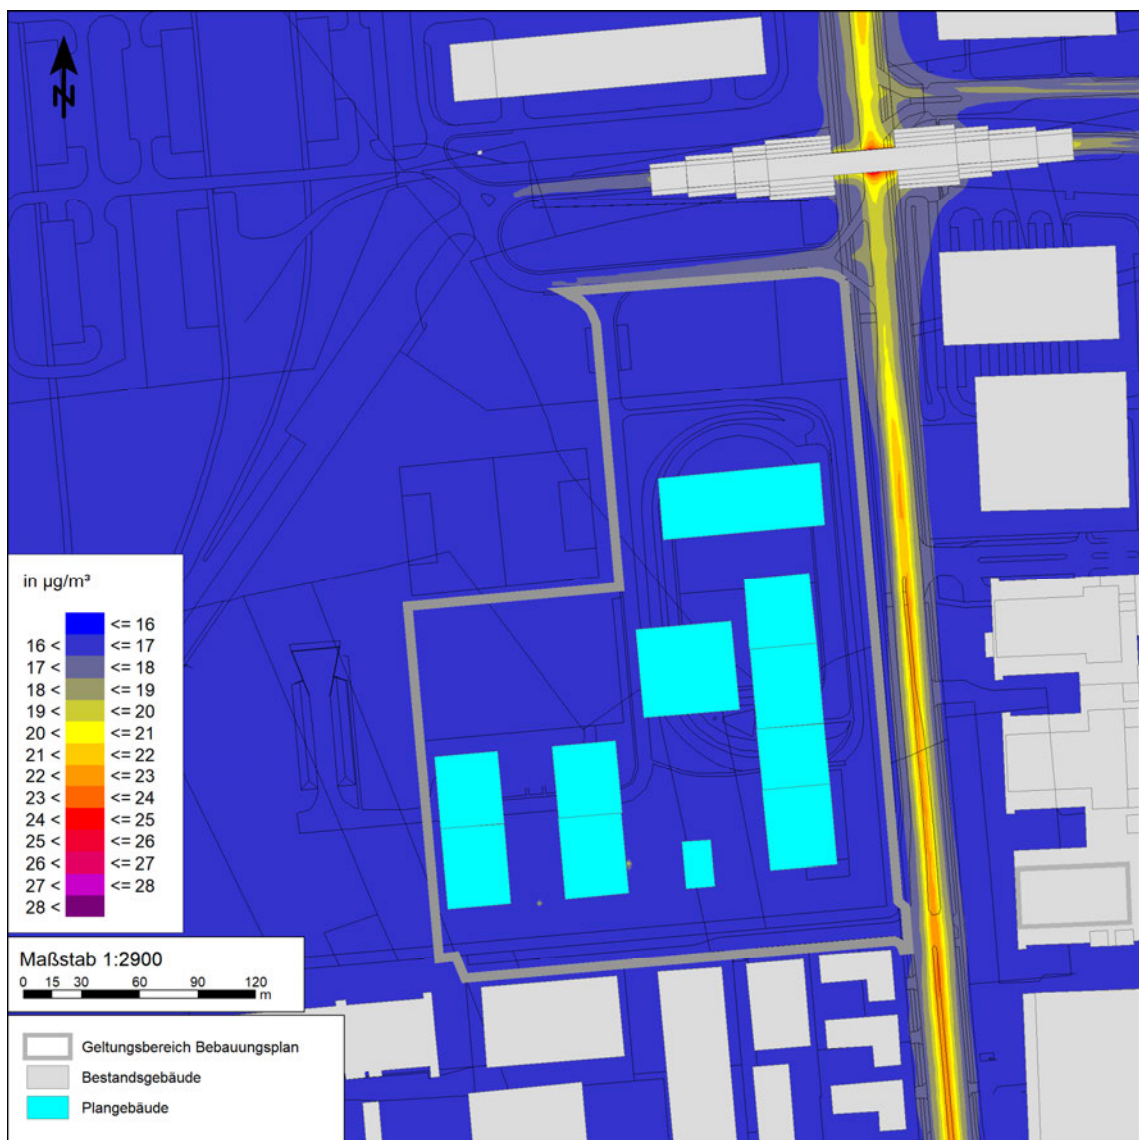 N
in µg/m³
<= 16
16 < <= 17
17 < <= 18
18 < <= 19
19 < <= 20
20 < <= 21
21 < <= 22
22 < <= 23
23 < <= 24
24 < <= 25
25 < <= 26
26 < <= 27
27 < <= 28
28 <
Maßstab 1:2900
0 15 30 60 90 120
m
Geltungsbereich Bebauungsplan
Bestandsgebäude
Plangebäude